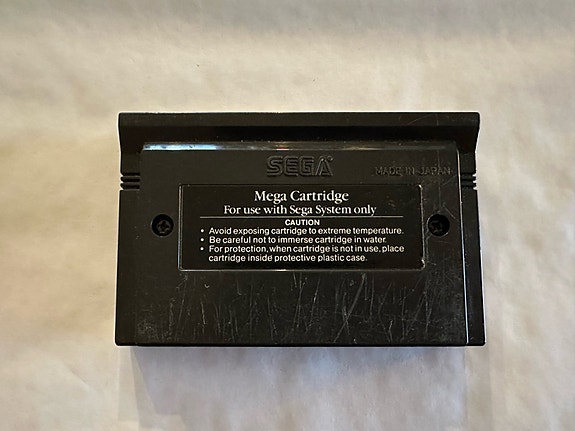 SEGA
MADE IN JAPAN
Mega Cartridge
For use with Sega System only
CAUTION
• Avoid exposing cartridge to extreme temperature.
• Be careful not to immerse cartridge in water.
• For protection, when cartridge is not in use, place
cartridge inside protective plastic case.